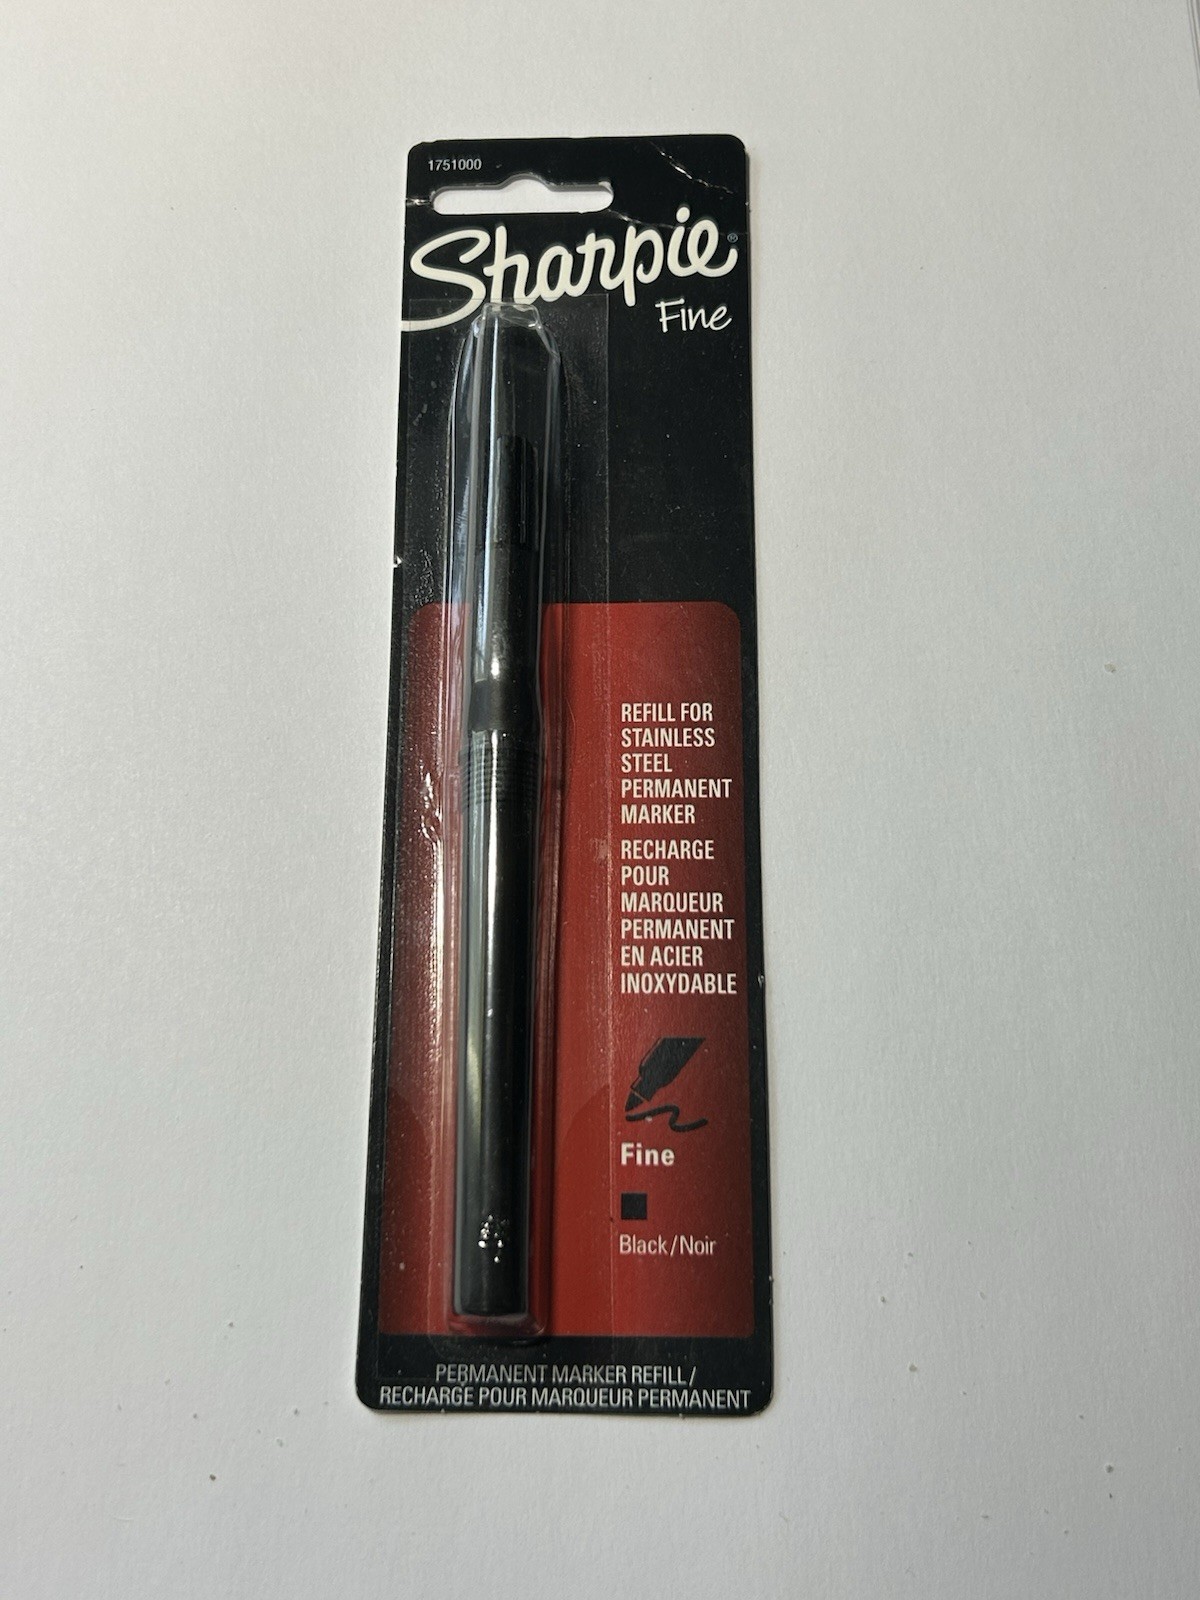 1751000
Sharpie®
Fine
REFILL FOR
STAINLESS
STEEL
PERMANENT
MARKER
RECHARGE
POUR
MARQUEUR
PERMANENT
EN ACIER
INOXYDABLE
Fine
Black/Noir
PERMANENT MARKER REFILL/
RECHARGE POUR MARQUEUR PERMANENT